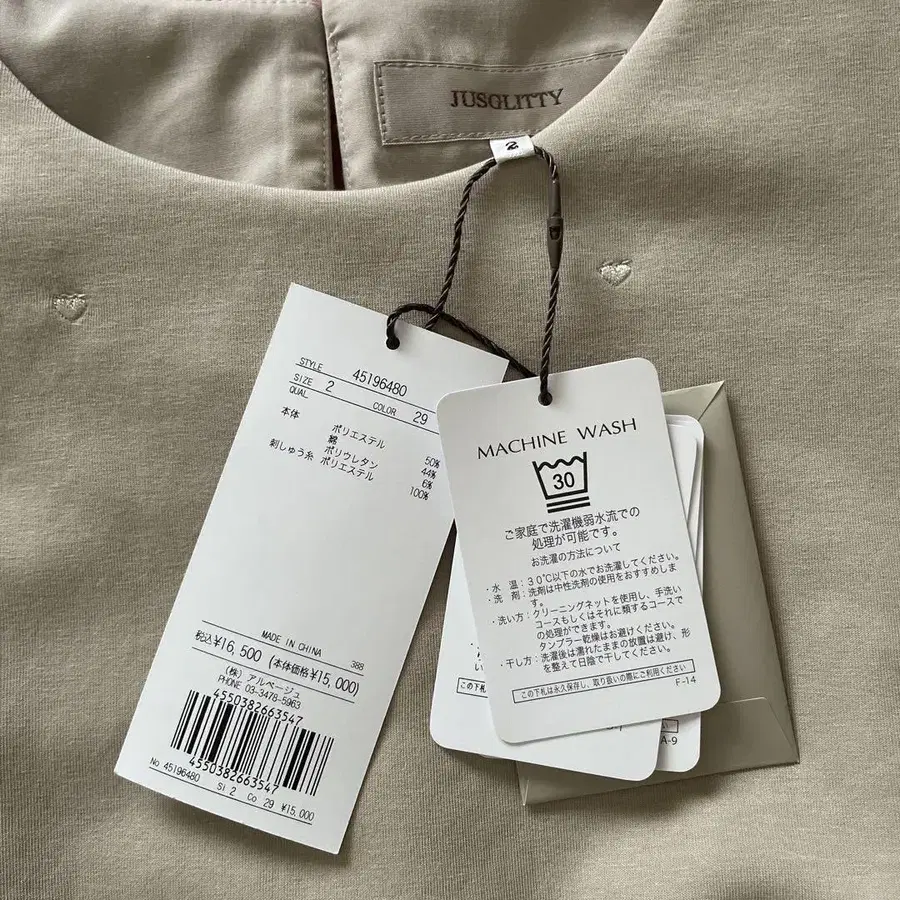 JUSGLITTY
2
STYLE 45196480
SIZE 2 COLOR 29
QUAL
本体 ポリエステル 50%
綿 44%
ポリウレタン 6%
刺しゅう糸 ポリエステル 100%
MADE IN CHINA
388
税込¥16,500 (本体価格¥15,000)
(株) アルページュ
PHONE 03-3478-5963
4550382663547
4550382663547
No 45196480 Si 2 Co 29 ¥15,000
MACHINE WASH
30
ご家庭で洗濯機弱水流での
処理が可能です。
お洗濯の方法について
・水 温:30℃以下の水でお洗濯してください。
・洗 剤:洗剤は中性洗剤の使用をおすすめしま
す。
・洗い方:クリーニングネットを使用し、手洗い
コースもしくはそれに類するコースで
の処理ができます。
タンブラー乾燥はお避けください。
・干し方:洗濯後は濡れたままの放置は避け、形
を整えて日陰で干してください。
この下札は永久保存し、取り扱いの際にご利用ください
F-14
A-9